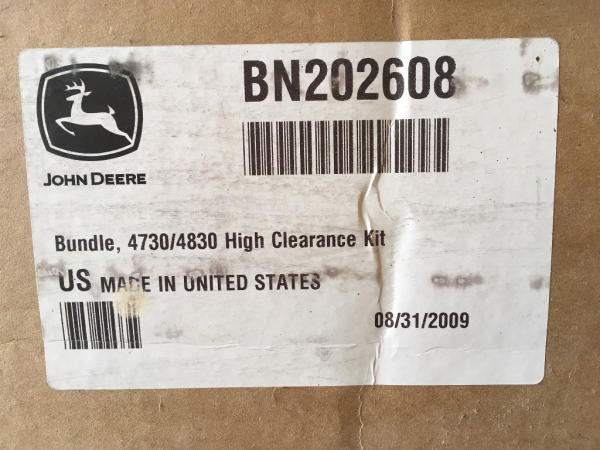 BN202608
JOHN DEERE
Bundle, 4730/4830 High Clearance Kit
US MADE IN UNITED STATES
08/31/2009